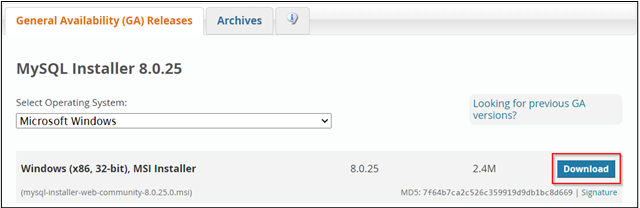 General Availability (GA) Releases Archives
MySQL Installer 8.0.25
Select Operating System:
Looking for previous GA
versions?
Microsoft Windows
Windows (x86, 32-bit), MSI Installer 8.0.25 2.4M Download
(mysql-installer-web-community-8.0.25.0.msi) MD5: 7f64b7ca2c526c359919d9db1bc8d669 | Signature